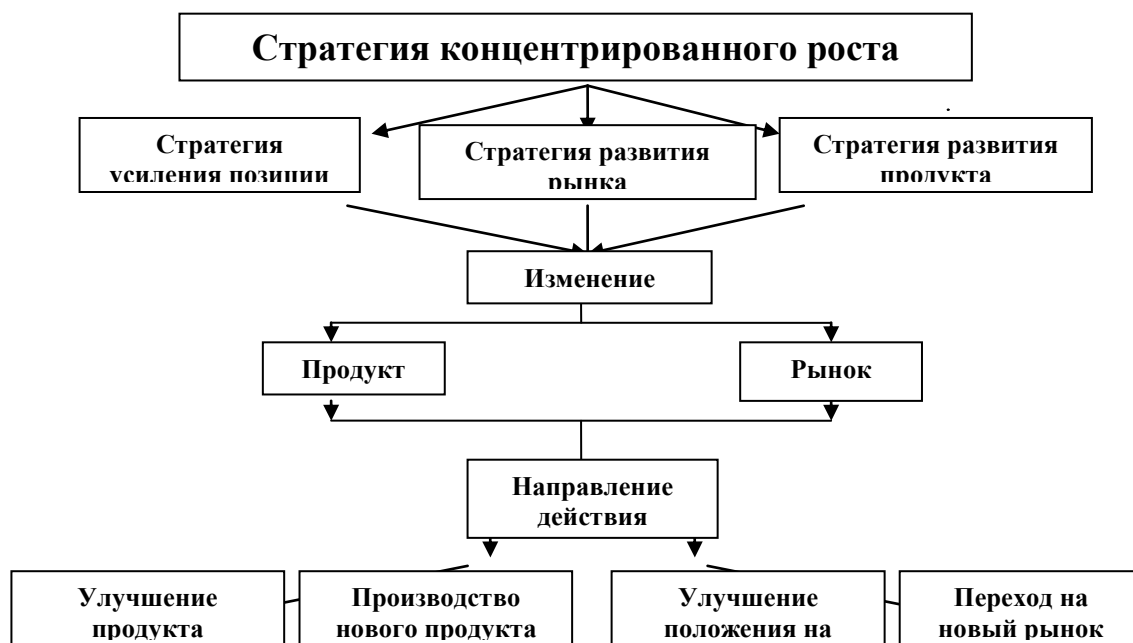 Стратегия концентрированного роста
Стратегия
усиления позиции
Стратегия развития
рынка
Стратегия развития
продукта
Изменение
Продукт
Рынок
Направление
действия
Улучшение
продукта
Производство
нового продукта
Улучшение
положения на
Переход на
новый рынок